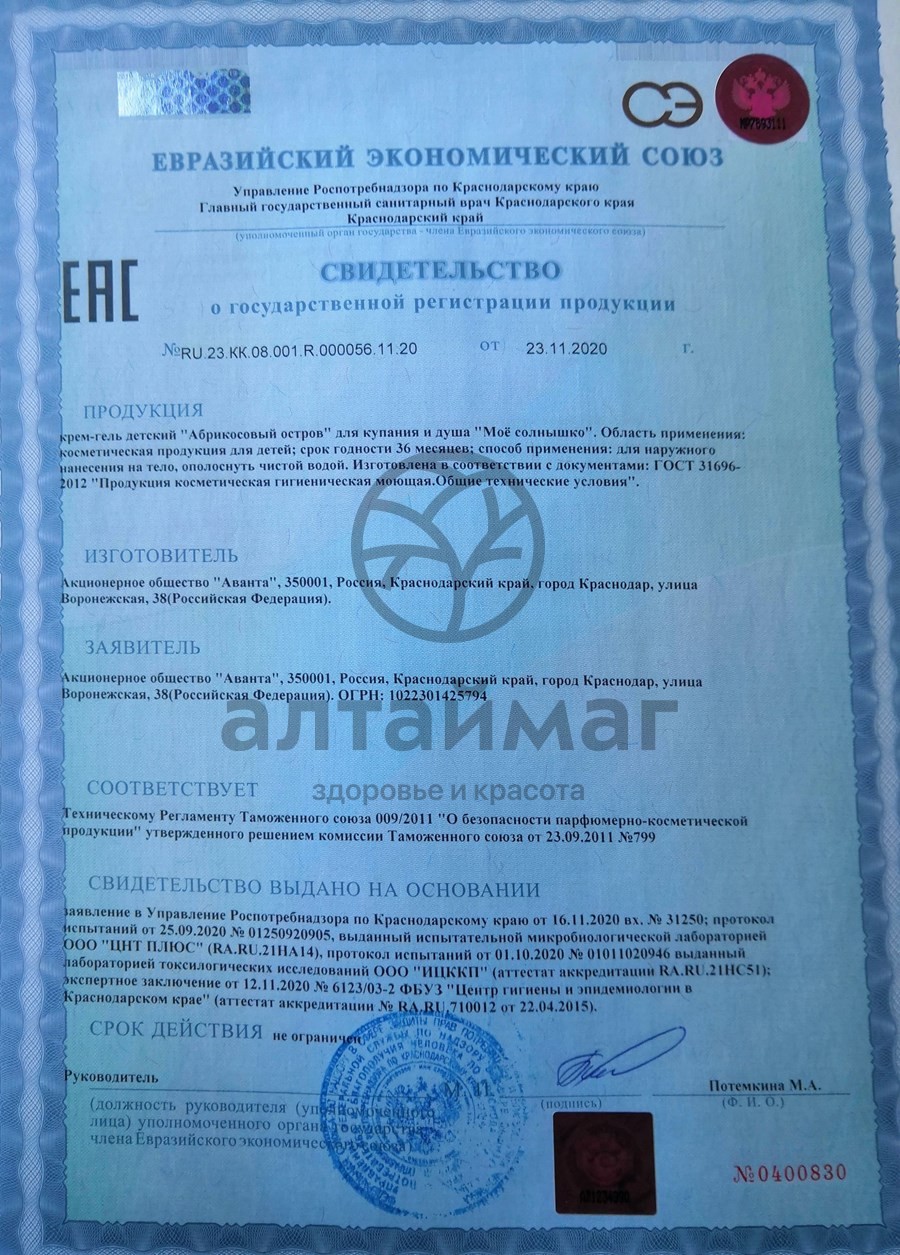 СЭ
МР7893111
ЕВРАЗИЙСКИЙ ЭКОНОМИЧЕСКИЙ СОЮЗ
Управление Роспотребнадзора по Краснодарскому краю
Главный государственный санитарный врач Краснодарского края
Краснодарский край
(уполномоченный орган государства - члена Евразийского экономического союза)
ЕАС
СВИДЕТЕЛЬСТВО
о государственной регистрации продукции
№RU.23.КК.08.001.R.000056.11.20 от 23.11.2020 г.
ПРОДУКЦИЯ
крем-гель детский "Абрикосовый остров" для купания и душа "Моё солнышко". Область применения:
косметическая продукция для детей; срок годности 36 месяцев; способ применения: для наружного
нанесения на тело, ополоснуть чистой водой. Изготовлена в соответствии с документами: ГОСТ 31696-
2012 "Продукция косметическая гигиеническая моющая.Общие технические условия".
ИЗГОТОВИТЕЛЬ
Акционерное общество "Аванта", 350001, Россия, Краснодарский край, город Краснодар, улица
Воронежская, 38(Российская Федерация).
ЗАЯВИТЕЛЬ
Акционерное общество "Аванта", 350001, Россия, Краснодарский край, город Краснодар, улица
Воронежская, 38(Российская Федерация). ОГРН: 1022301425794
алтаймаг
здоровье и красота
СООТВЕТСТВУЕТ
Техническому Регламенту Таможенного союза 009/2011 "О безопасности парфюмерно-косметической
продукции" утвержденного решением комиссии Таможенного союза от 23.09.2011 №799
СВИДЕТЕЛЬСТВО ВЫДАНО НА ОСНОВАНИИ
заявление в Управление Роспотребнадзора по Краснодарскому краю от 16.11.2020 вх. № 31250; протокол
испытаний от 25.09.2020 № 01250920905, выданный испытательной микробиологической лабораторией
ООО "ЦНТ ПЛЮС" (RA.RU.21НА14), протокол испытаний от 01.10.2020 № 01011020946 выданный
лабораторией токсилогических исследований ООО "ИЦККП" (аттестат аккредитации RA.RU.21НС51);
экспертное заключение от 12.11.2020 № 6123/03-2 ФБУЗ "Центр гигиены и эпидемиологии в
Краснодарском крае" (аттестат аккредитации № RA.RU.710012 от 22.04.2015).
СРОК ДЕЙСТВИЯ не ограничен
Руководитель
М. П.
Потемкина М.А.
(должность руководителя (уполномоченного
лица) уполномоченного органа государства-
члена Евразийского экономического союза)
(подпись)
(Ф. И. О.)
№0400830